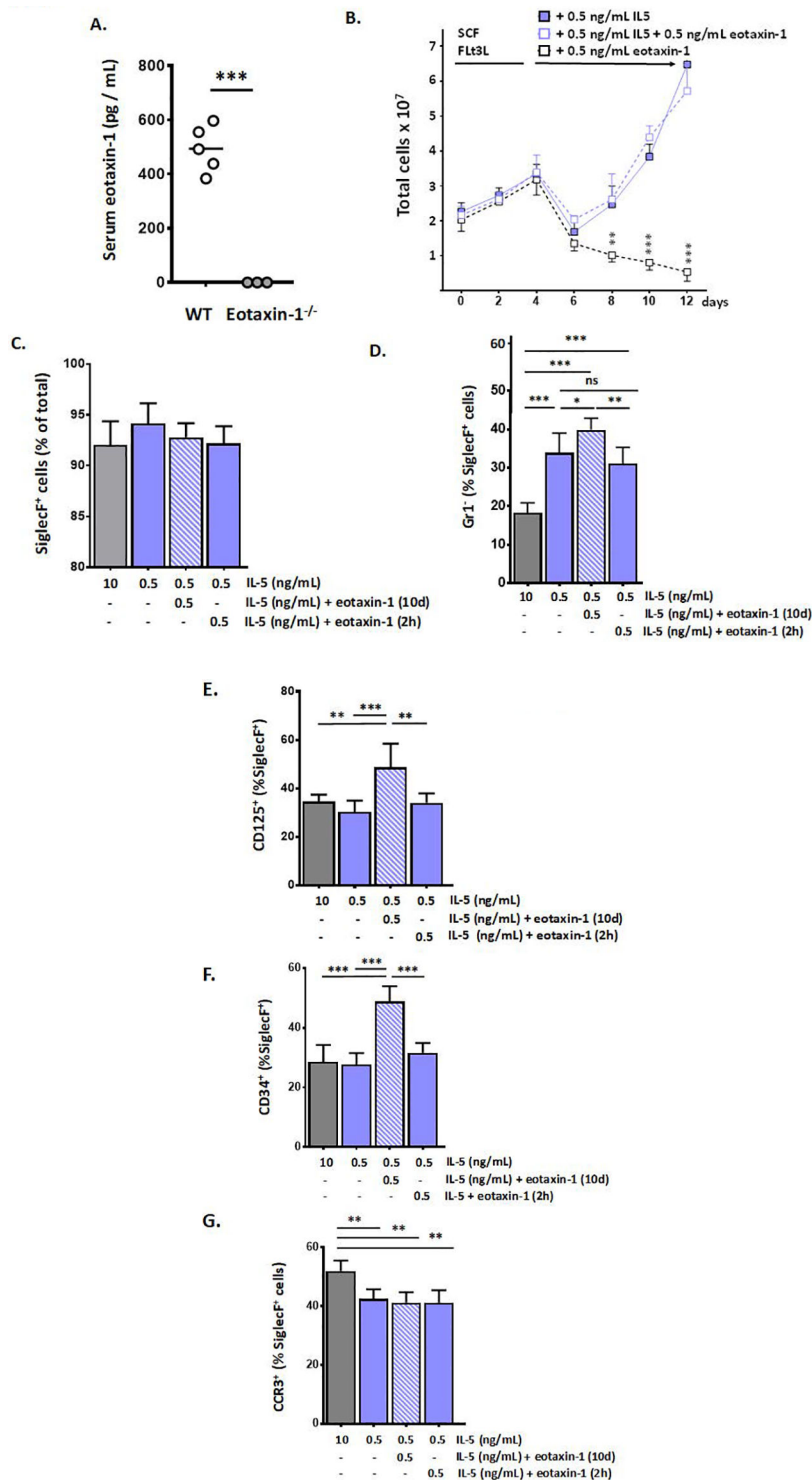 A.
Serum eotaxin-1 (pg / mL)
800
600
400
200
0
***
WT
Eotaxin-1-/-
B.
+ 0.5 ng/mL IL5
+ 0.5 ng/mL IL5 + 0.5 ng/mL eotaxin-1
+ 0.5 ng/mL eotaxin-1
SCF
FLt3L
Total cells x 10⁷
7
6
5
4
3
2
1
**
***
***
0 2 4 6 8 10 12 days
C.
SiglecF⁺ cells (% of total)
100
95
90
85
80
10 0.5 0.5 0.5 IL-5 (ng/mL)
- - 0.5 - IL-5 (ng/mL) + eotaxin-1 (10d)
- - - 0.5 IL-5 (ng/mL) + eotaxin-1 (2h)
D.
Gr1⁻ (% SiglecF⁺ cells)
60
50
40
30
20
10
0
***
***
ns
*** * **
10 0.5 0.5 0.5 IL-5 (ng/mL)
- - 0.5 - IL-5 (ng/mL) + eotaxin-1 (10d)
- - - 0.5 IL-5 (ng/mL) + eotaxin-1 (2h)
E.
CD125⁺ (%SiglecF⁺)
80
60
40
20
0
** *** **
10 0.5 0.5 0.5 IL-5 (ng/mL)
- - 0.5 - IL-5 (ng/mL) + eotaxin-1 (10d)
- - - 0.5 IL-5 (ng/mL) + eotaxin-1 (2h)
F.
CD34⁺ (%SiglecF⁺)
60
40
20
0
*** *** ***
10 0.5 0.5 0.5 IL-5 (ng/mL)
- - 0.5 - IL-5 (ng/mL) + eotaxin-1 (10d)
- - - 0.5 IL-5 + eotaxin-1 (2h)
G.
CCR3⁺ (% SiglecF⁺ cells)
60
40
20
0
** ** **
10 0.5 0.5 0.5 IL-5 (ng/mL)
- - 0.5 - IL-5 (ng/mL) + eotaxin-1 (10d)
- - - 0.5 IL-5 (ng/mL) + eotaxin-1 (2h)